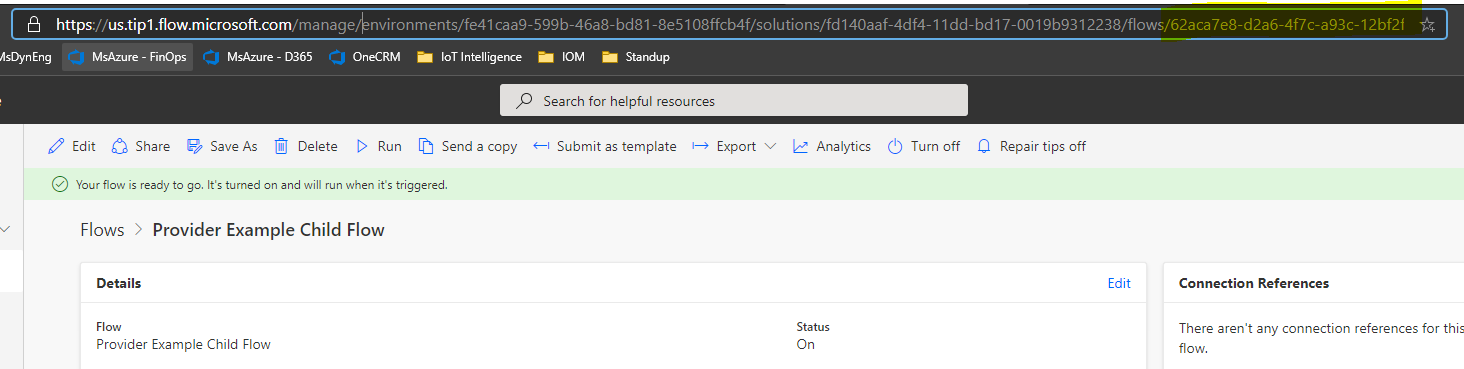 https://us.tip1.flow.microsoft.com/manage/environments/fe41caa9-599b-46a8-bd81-8e5108ffcb4f/solutions/fd140aaf-4df4-11dd-bd17-0019b9312238/flows/62aca7e8-d2a6-4f7c-a93c-12bf2f
MsDynEng MsAzure - FinOps MsAzure - D365 OneCRM IoT Intelligence IOM Standup
Search for helpful resources
Edit Share Save As Delete Run Send a copy Submit as template Export Analytics Turn off Repair tips off
Your flow is ready to go. It's turned on and will run when it's triggered.
Flows > Provider Example Child Flow
Details Edit Connection References
Flow Status
Provider Example Child Flow On
There aren't any connection references for this
flow.